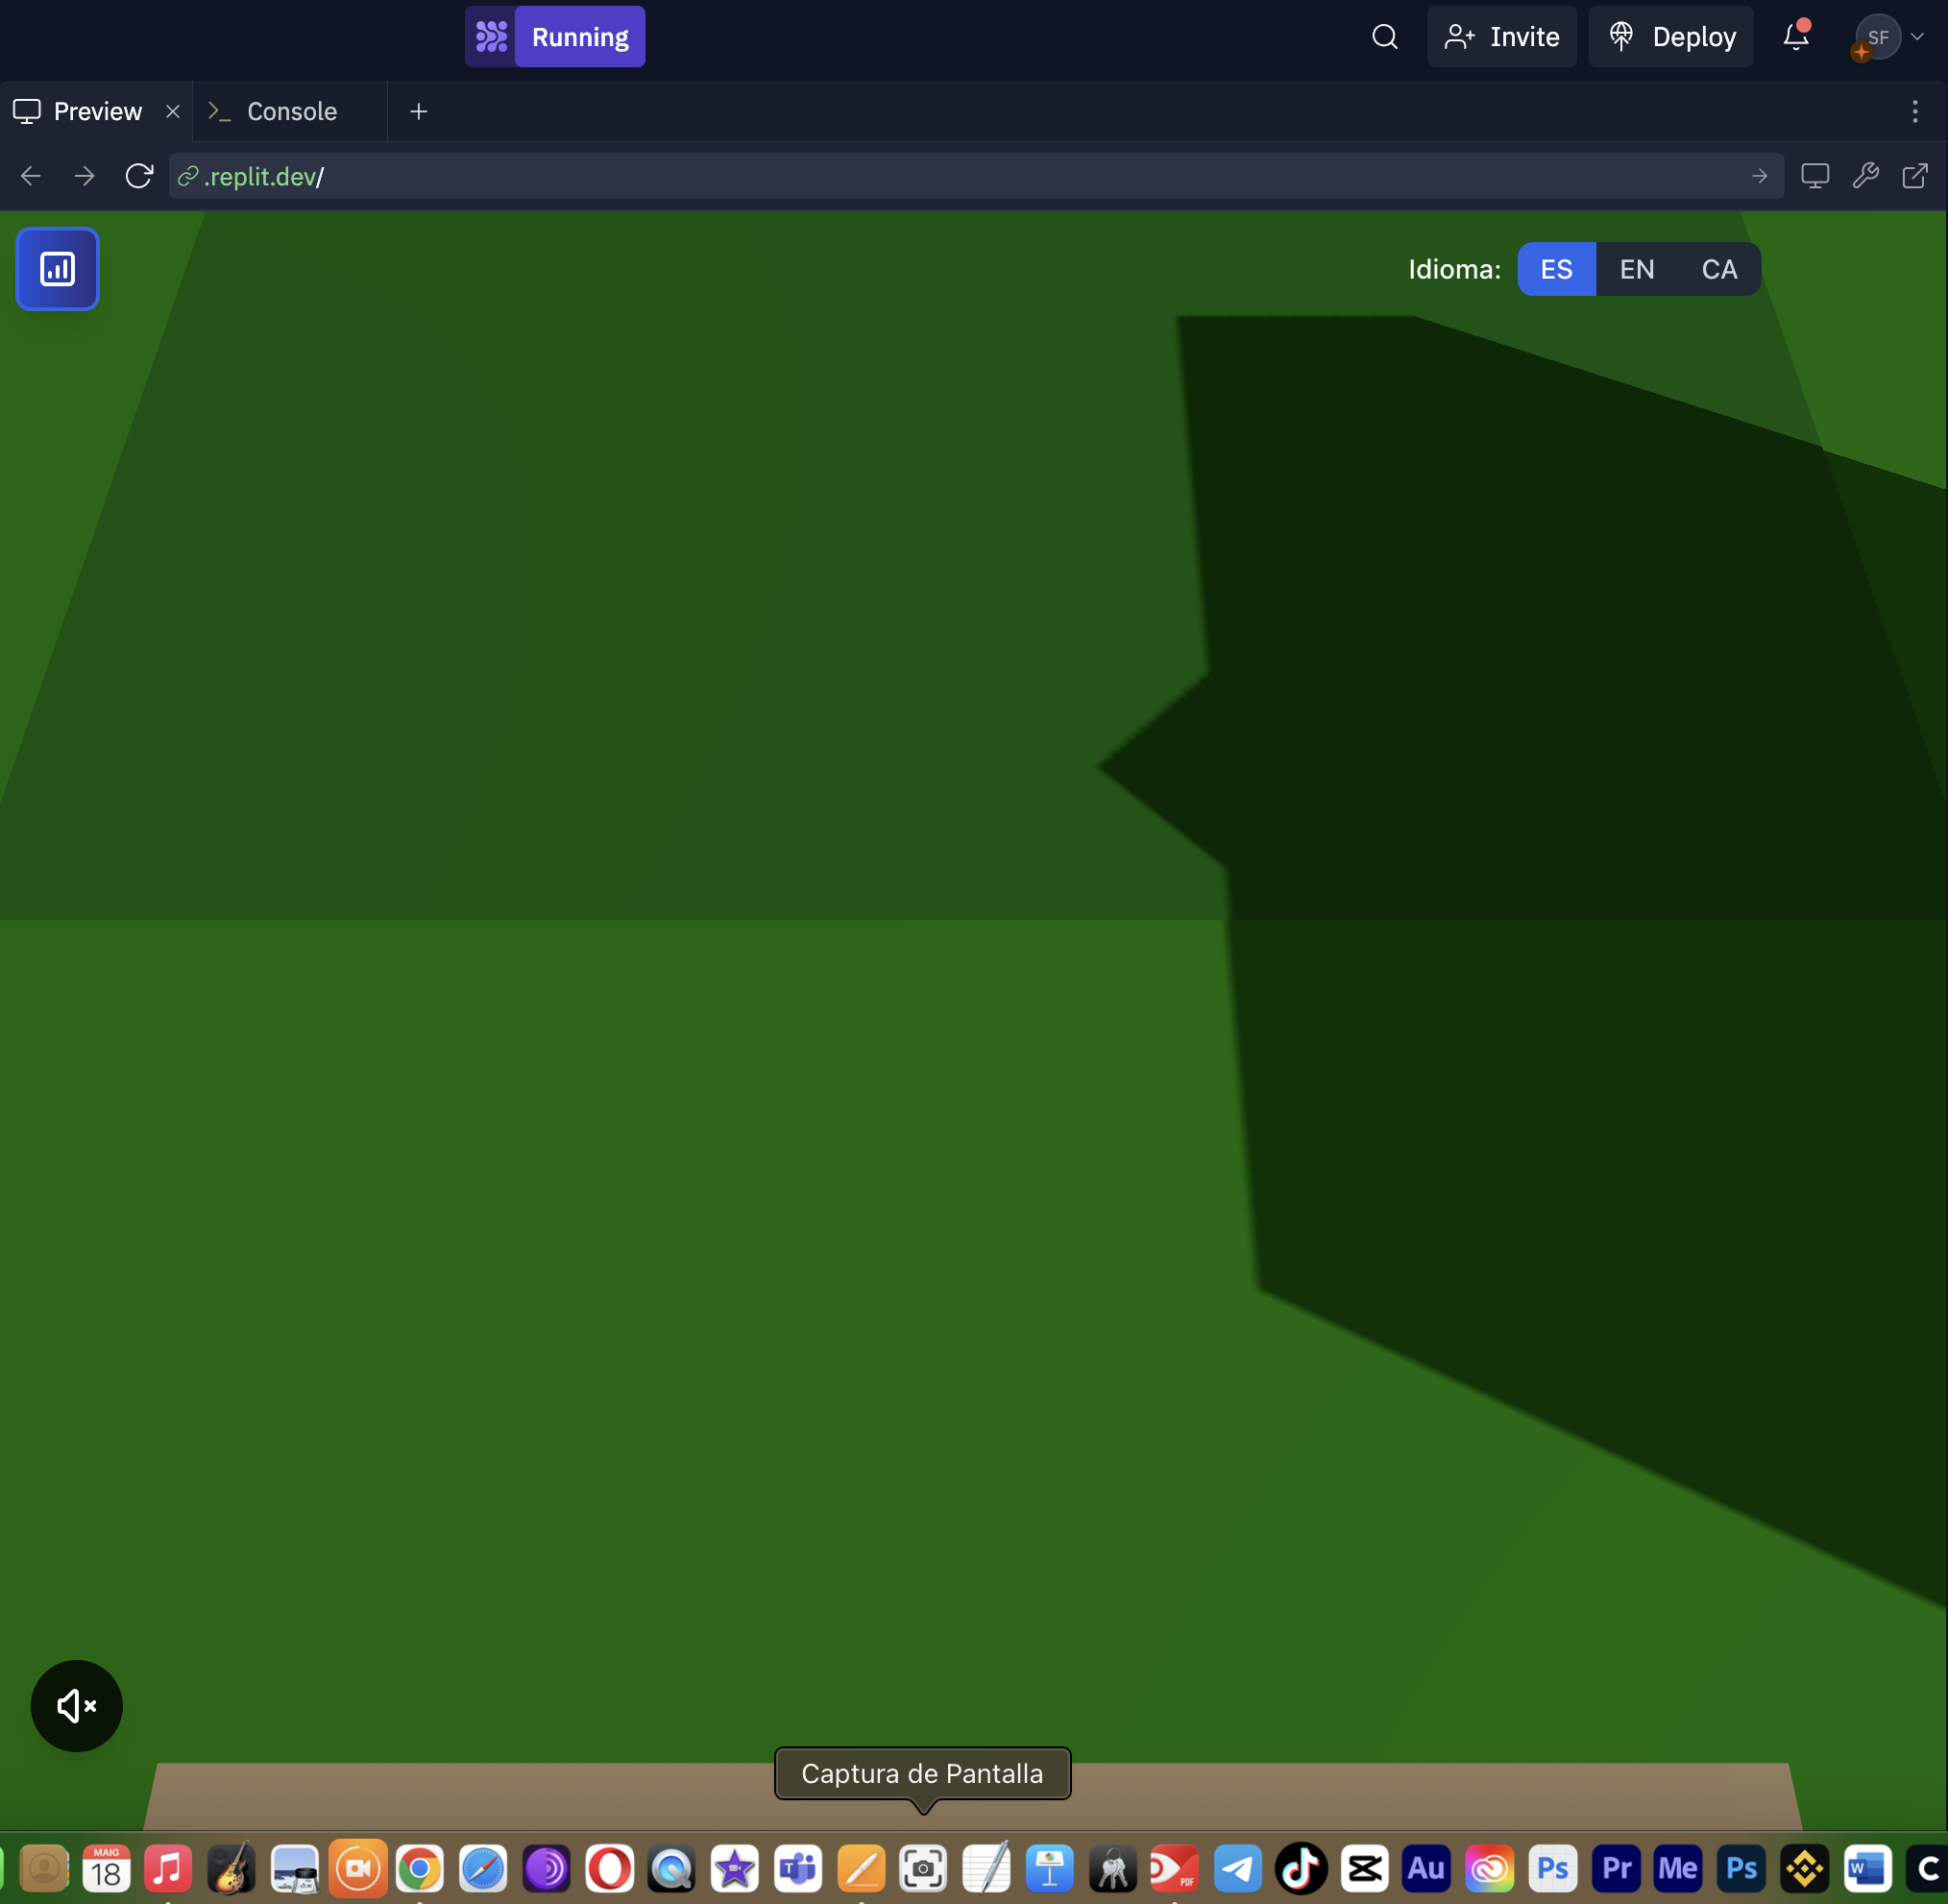 Running
Invite
Deploy
SF
Preview
Console
.replit.dev/
Idioma:
ES
EN
CA
Captura de Pantalla
MAIG
18
T
PDF
Au
Ps
Pr
Me
Ps
W
C